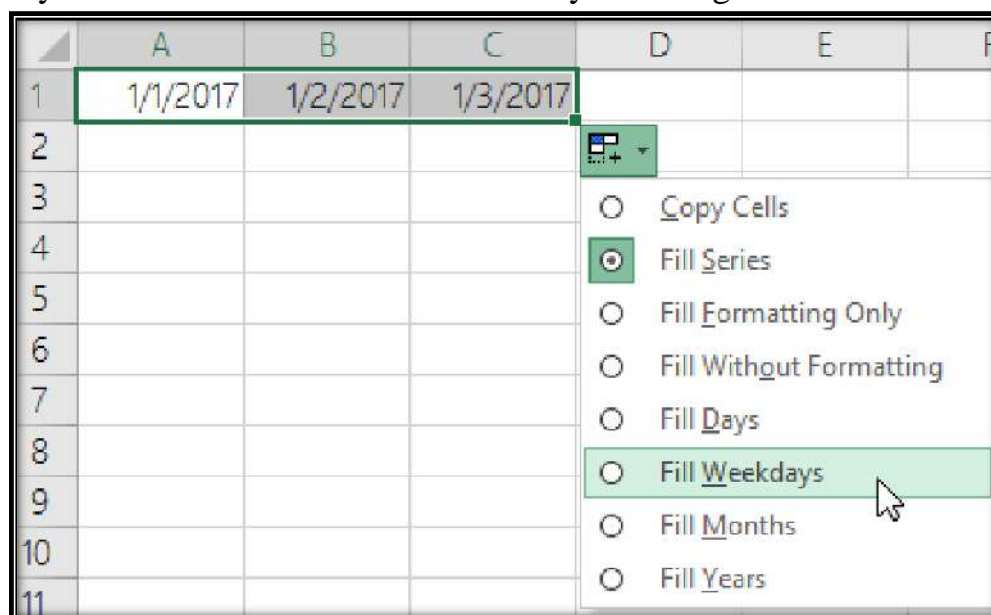 A B C D E F
1 1/1/2017 1/2/2017 1/3/2017
2
3 Copy Cells
4 Fill Series
5 Fill Formatting Only
6 Fill Without Formatting
7 Fill Days
8
9 Fill Weekdays
10 Fill Months
11 Fill Years